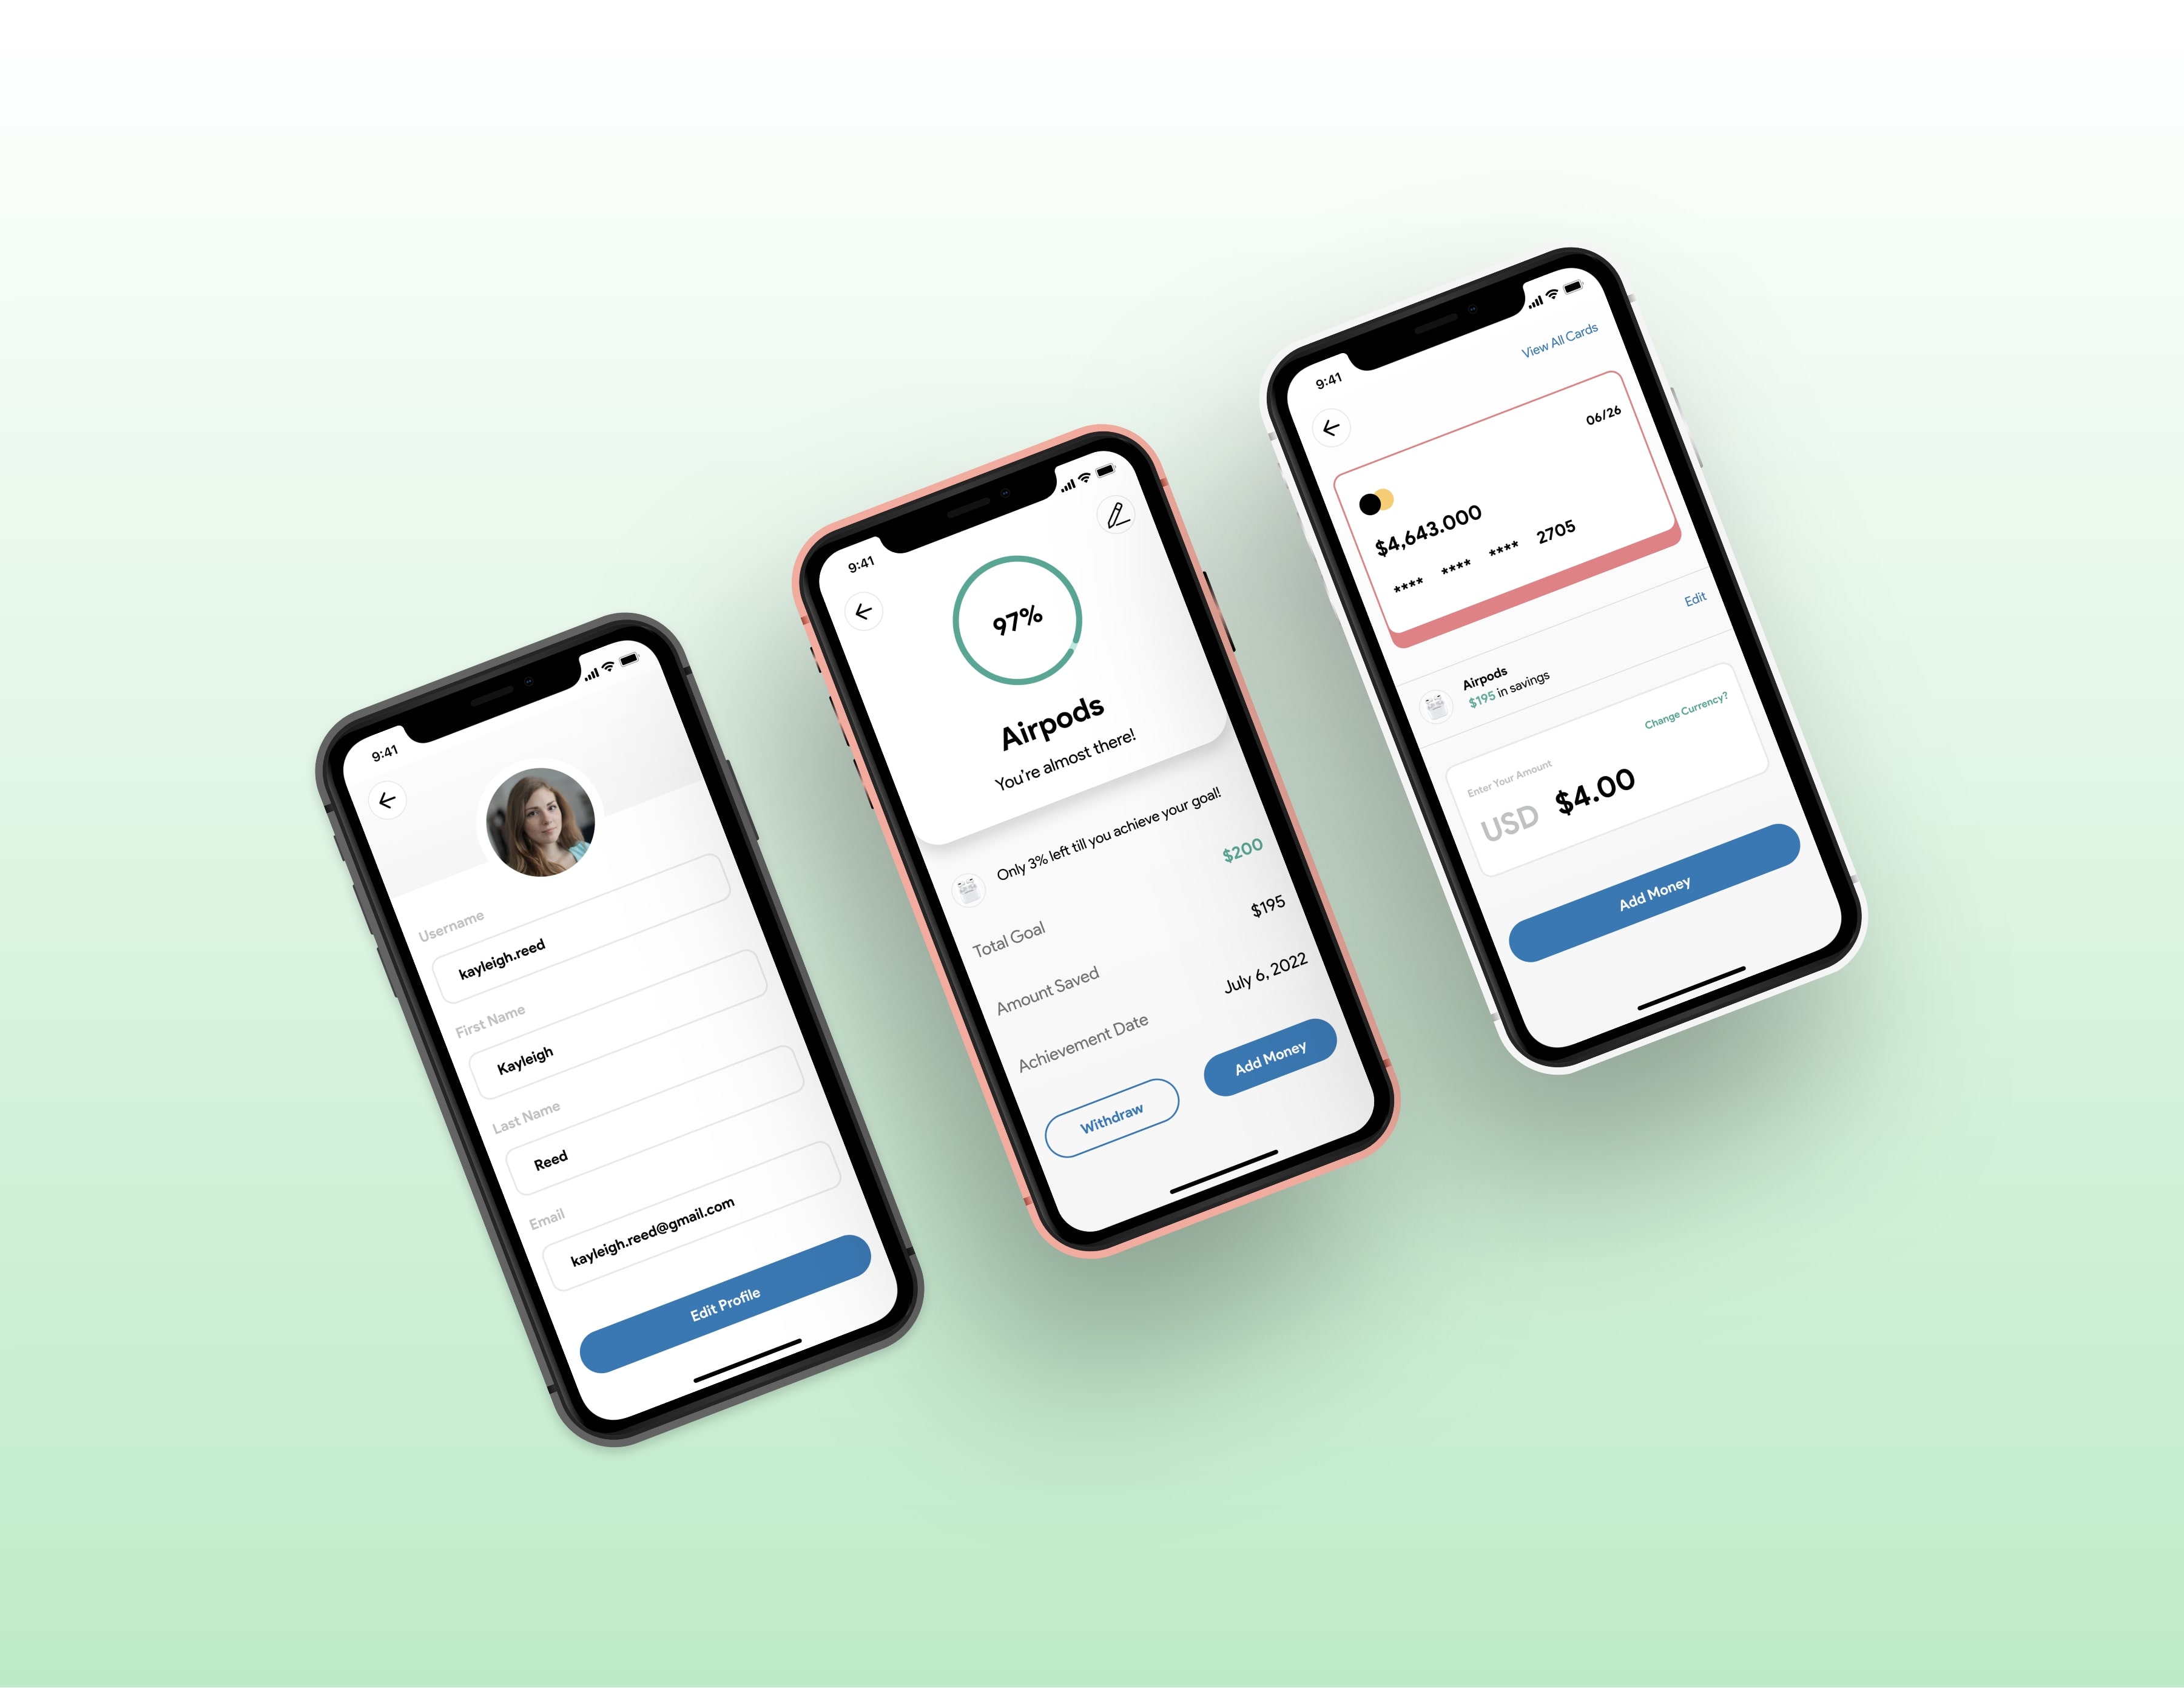 9:41
Username
kayleigh.reed
First Name
Kayleigh
Last Name
Reed
Email
kayleigh.reed@gmail.com
Edit Profile
9:41
97%
Airpods
You're almost there!
Only 3% left till you achieve your goal!
Total Goal $200
Amount Saved $195
Achievement Date July 6, 2022
Withdraw Add Money
9:41
View All Cards
06/26
$4,643.000
**** **** **** 2705
Edit
Airpods
$195 in savings
Change Currency?
Enter Your Amount
USD $4.00
Add Money